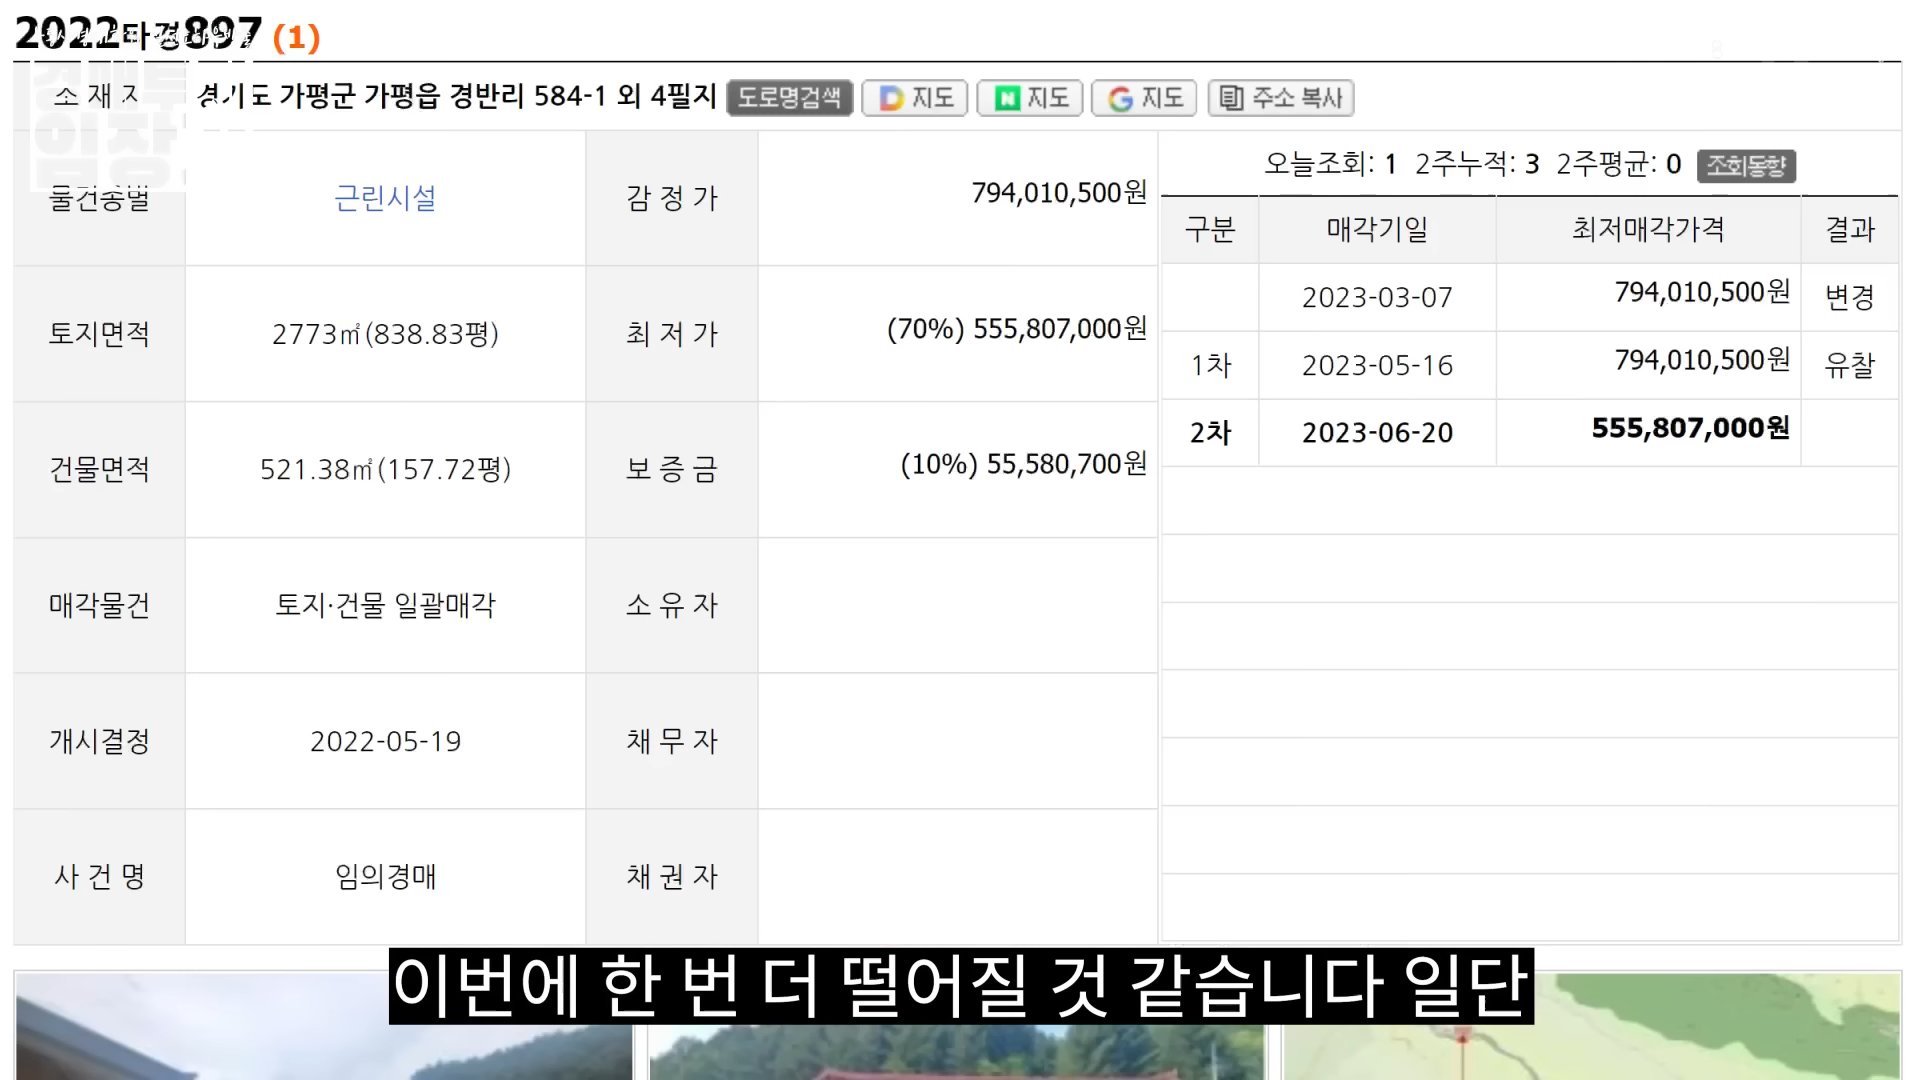 2022타경897 (1)
소 재 지 경기도 가평군 가평읍 경반리 584-1 외 4필지 도로명검색 D 지도 N 지도 G 지도 주소 복사
물건종별 근린시설 감 정 가 794,010,500원
토지면적 2773㎡(838.83평) 최 저 가 (70%) 555,807,000원
건물면적 521.38㎡(157.72평) 보 증 금 (10%) 55,580,700원
매각물건 토지·건물 일괄매각 소 유 자
개시결정 2022-05-19 채 무 자
사 건 명 임의경매 채 권 자
오늘조회: 1 2주누적: 3 2주평균: 0 조회동향
구분 매각기일 최저매각가격 결과
2023-03-07 794,010,500원 변경
1차 2023-05-16 794,010,500원 유찰
2차 2023-06-20 555,807,000원
이번에 한 번 더 떨어질 것 같습니다 일단